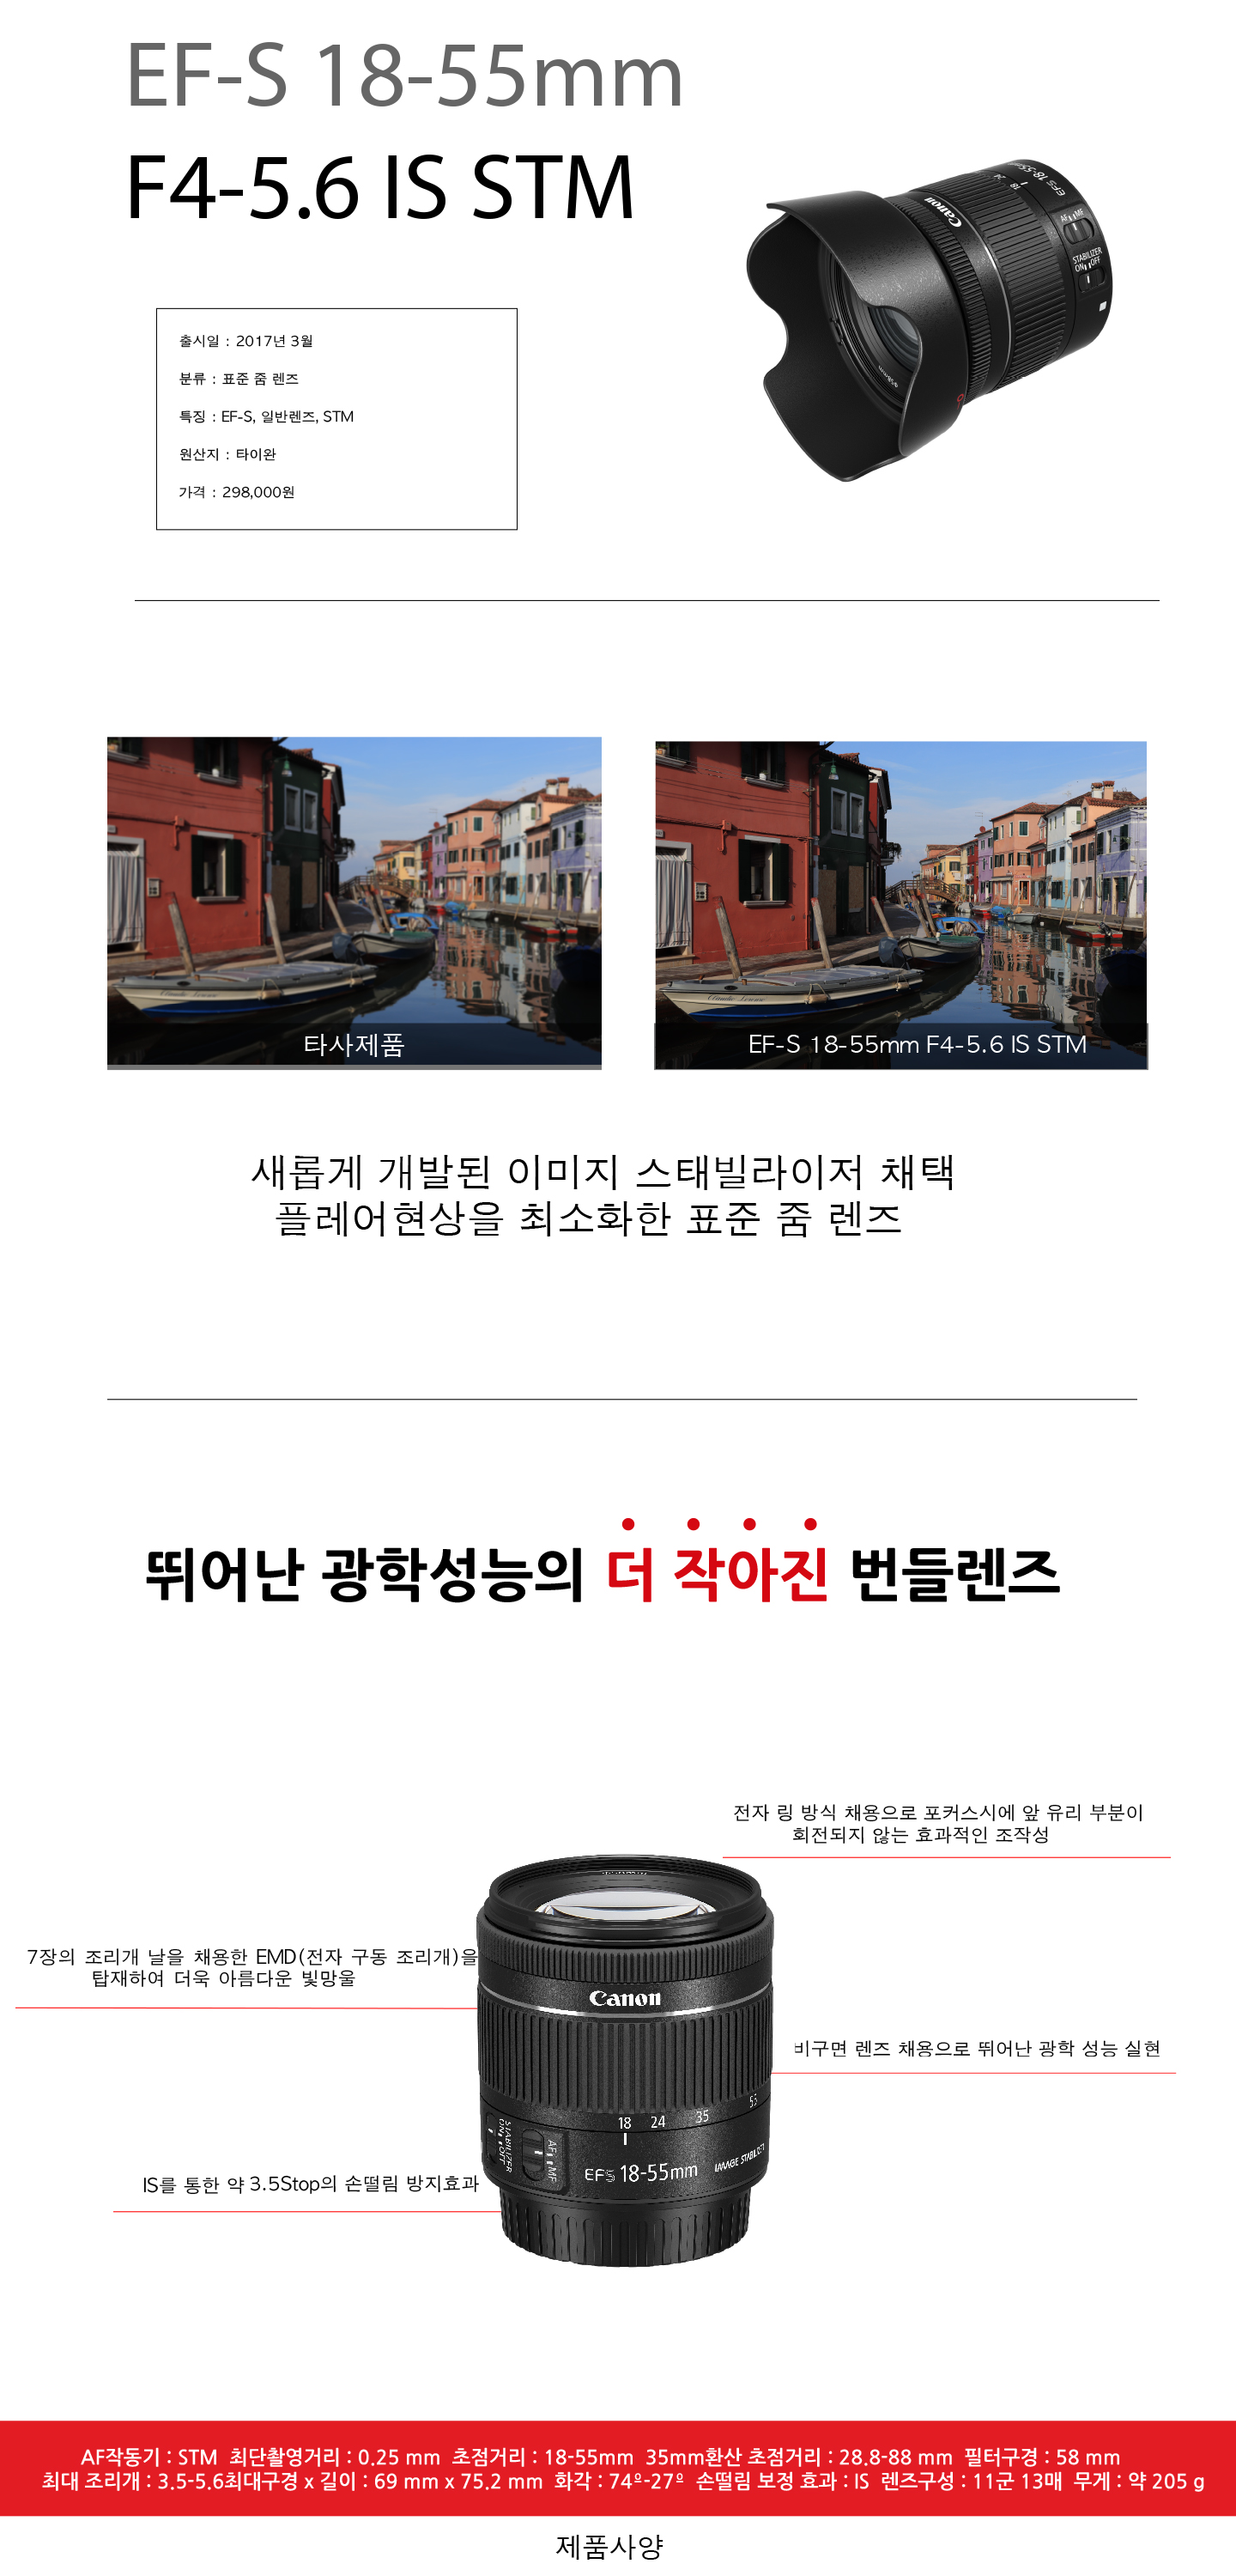 EF-S 18-55mm
F4-5.6 IS STM
출시일 : 2017년 3월
분류 : 표준 줌 렌즈
특징 : EF-S, 일반렌즈, STM
원산지 : 타이완
가격 : 298,000원
EFS 18-55mm
18 24
Canon
AF MF
STABILIZER
ON OFF
ø58mm
타사제품
EF-S 18-55mm F4-5.6 IS STM
새롭게 개발된 이미지 스태빌라이저 채택
플레어현상을 최소화한 표준 줌 렌즈
뛰어난 광학성능의 더 작아진 번들렌즈
전자 링 방식 채용으로 포커스시에 앞 유리 부분이
회전되지 않는 효과적인 조작성
7장의 조리개 날을 채용한 EMD(전자 구동 조리개)을
탑재하여 더욱 아름다운 빛망울
Canon
비구면 렌즈 채용으로 뛰어난 광학 성능 실현
18 24 35 55
STABILIZER
ON OFF
AF MF
EFS 18-55mm
IMAGE STABILIZER
IS를 통한 약 3.5Stop의 손떨림 방지효과
AF작동기 : STM 최단촬영거리 : 0.25 mm 초점거리 : 18-55mm 35mm환산 초점거리 : 28.8-88 mm 필터구경 : 58 mm
최대 조리개 : 3.5-5.6최대구경 x 길이 : 69 mm x 75.2 mm 화각 : 74º-27º 손떨림 보정 효과 : IS 렌즈구성 : 11군 13매 무게 : 약 205 g
제품사양